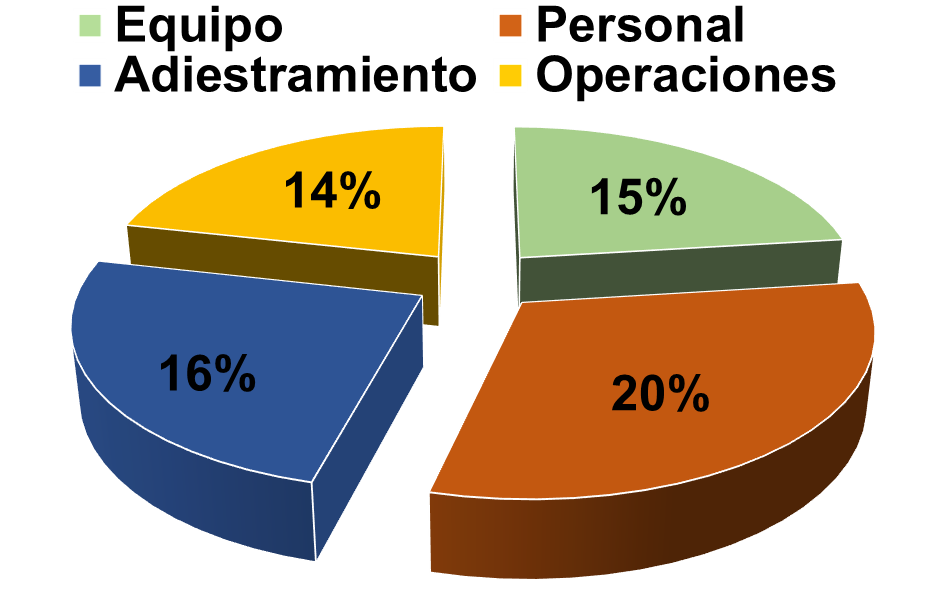 Equipo Personal
Adiestramiento Operaciones
14% 15%
16% 20%